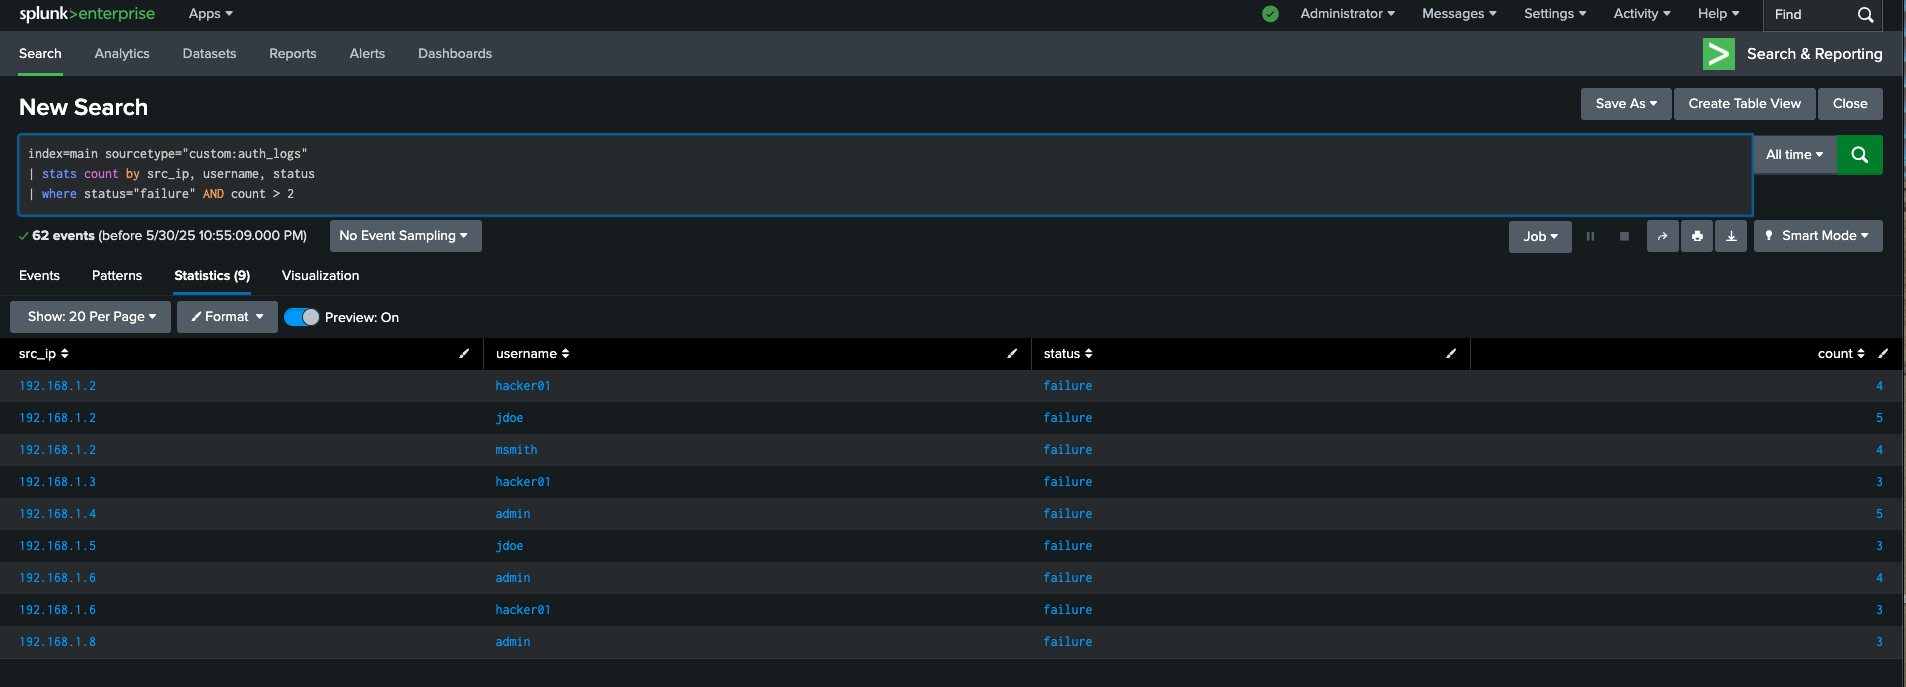 splunk>enterprise Apps Administrator Messages Settings Activity Help Find
Search Analytics Datasets Reports Alerts Dashboards Search & Reporting
New Search Save As Create Table View Close
index=main sourcetype="custom:auth_logs"
| stats count by src_ip, username, status
| where status="failure" AND count > 2
All time
62 events (before 5/30/25 10:55:09.000 PM) No Event Sampling Job Smart Mode
Events Patterns Statistics (9) Visualization
Show: 20 Per Page Format Preview: On
src_ip username status count
192.168.1.2 hacker01 failure 4
192.168.1.2 jdoe failure 5
192.168.1.2 msmith failure 4
192.168.1.3 hacker01 failure 3
192.168.1.4 admin failure 5
192.168.1.5 jdoe failure 3
192.168.1.6 admin failure 4
192.168.1.6 hacker01 failure 3
192.168.1.8 admin failure 3